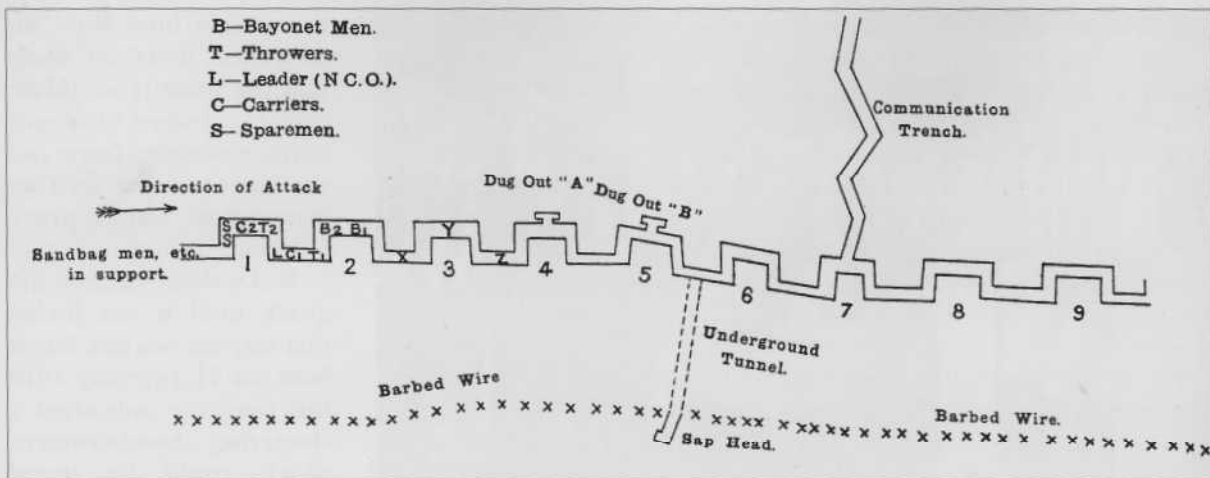 B—Bayonet Men.
T—Throwers.
L—Leader (N C.O.).
C—Carriers.
S—Sparemen.
Communication
Trench.
Direction of Attack
Dug Out "A"
Dug Out "B"
Sandbag men, etc.
in support.
S
S
C2 T2
L C1 T1
B2 B1
X
Y
Z
1
2
3
4
5
6
7
8
9
Underground
Tunnel.
Barbed Wire
Barbed Wire.
Sap Head.